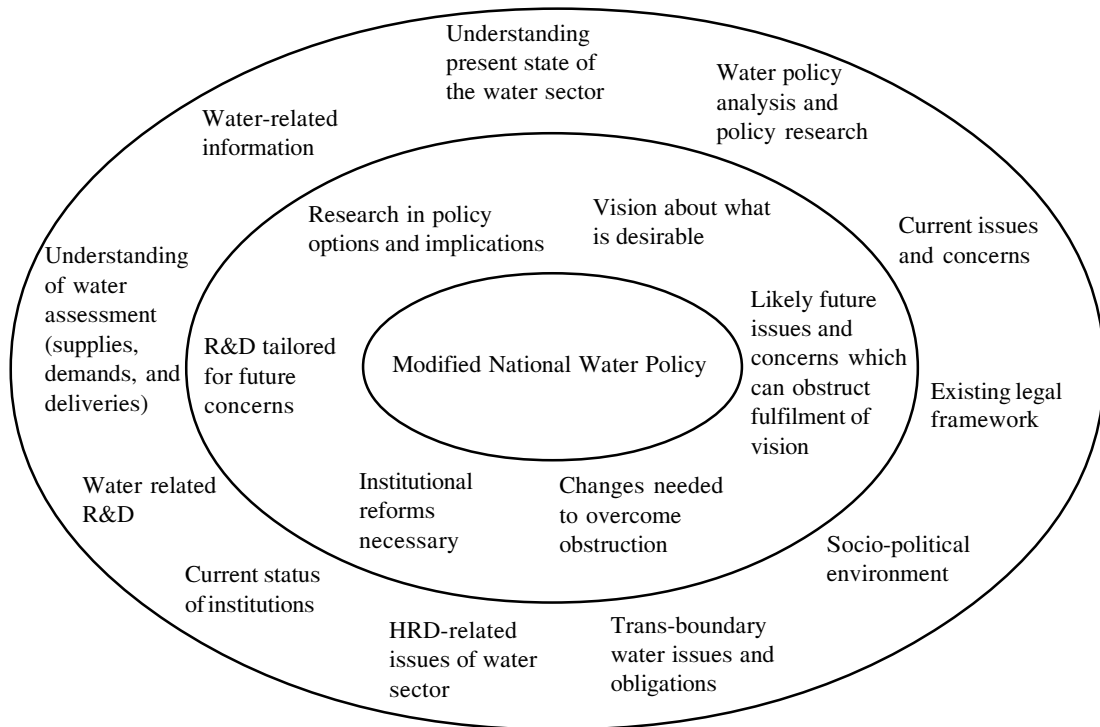 Understanding
present state of
the water sector
Water policy
analysis and
policy research
Water-related
information
Research in policy
options and implications
Vision about what
is desirable
Current issues
and concerns
Understanding
of water
assessment
(supplies,
demands, and
deliveries)
R&D tailored
for future
concerns
Modified National Water Policy
Likely future
issues and
concerns which
can obstruct
fulfilment of
vision
Existing legal
framework
Water related
R&D
Institutional
reforms
necessary
Changes needed
to overcome
obstruction
Socio-political
environment
Current status
of institutions
HRD-related
issues of water
sector
Trans-boundary
water issues and
obligations